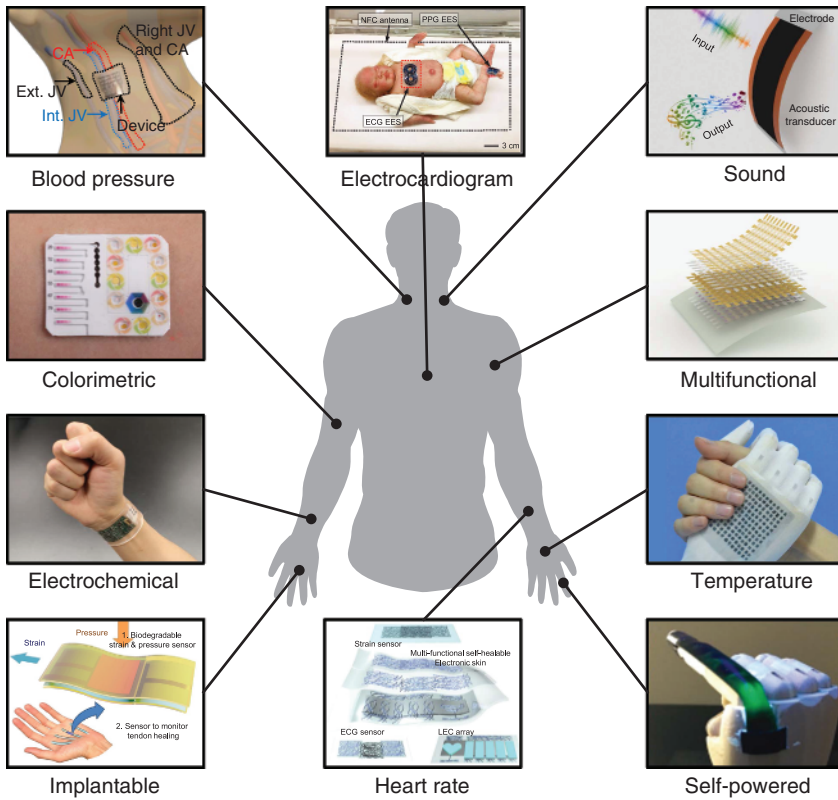 CA
Right JV
and CA
Ext. JV
Int. JV
Device
Blood pressure
NFC antenna
PPG EES
ECG EES
3 cm
Electrocardiogram
Electrode
Input
Output
Acoustic
transducer
Sound
Colorimetric
Multifunctional
Electrochemical
Temperature
Strain
Pressure
1. Biodegradable
strain & pressure sensor
2. Sensor to monitor
tendon healing
Implantable
Strain sensor
Multi-functional self-healable
Electronic skin
ECG sensor
LEC array
Heart rate
Self-powered